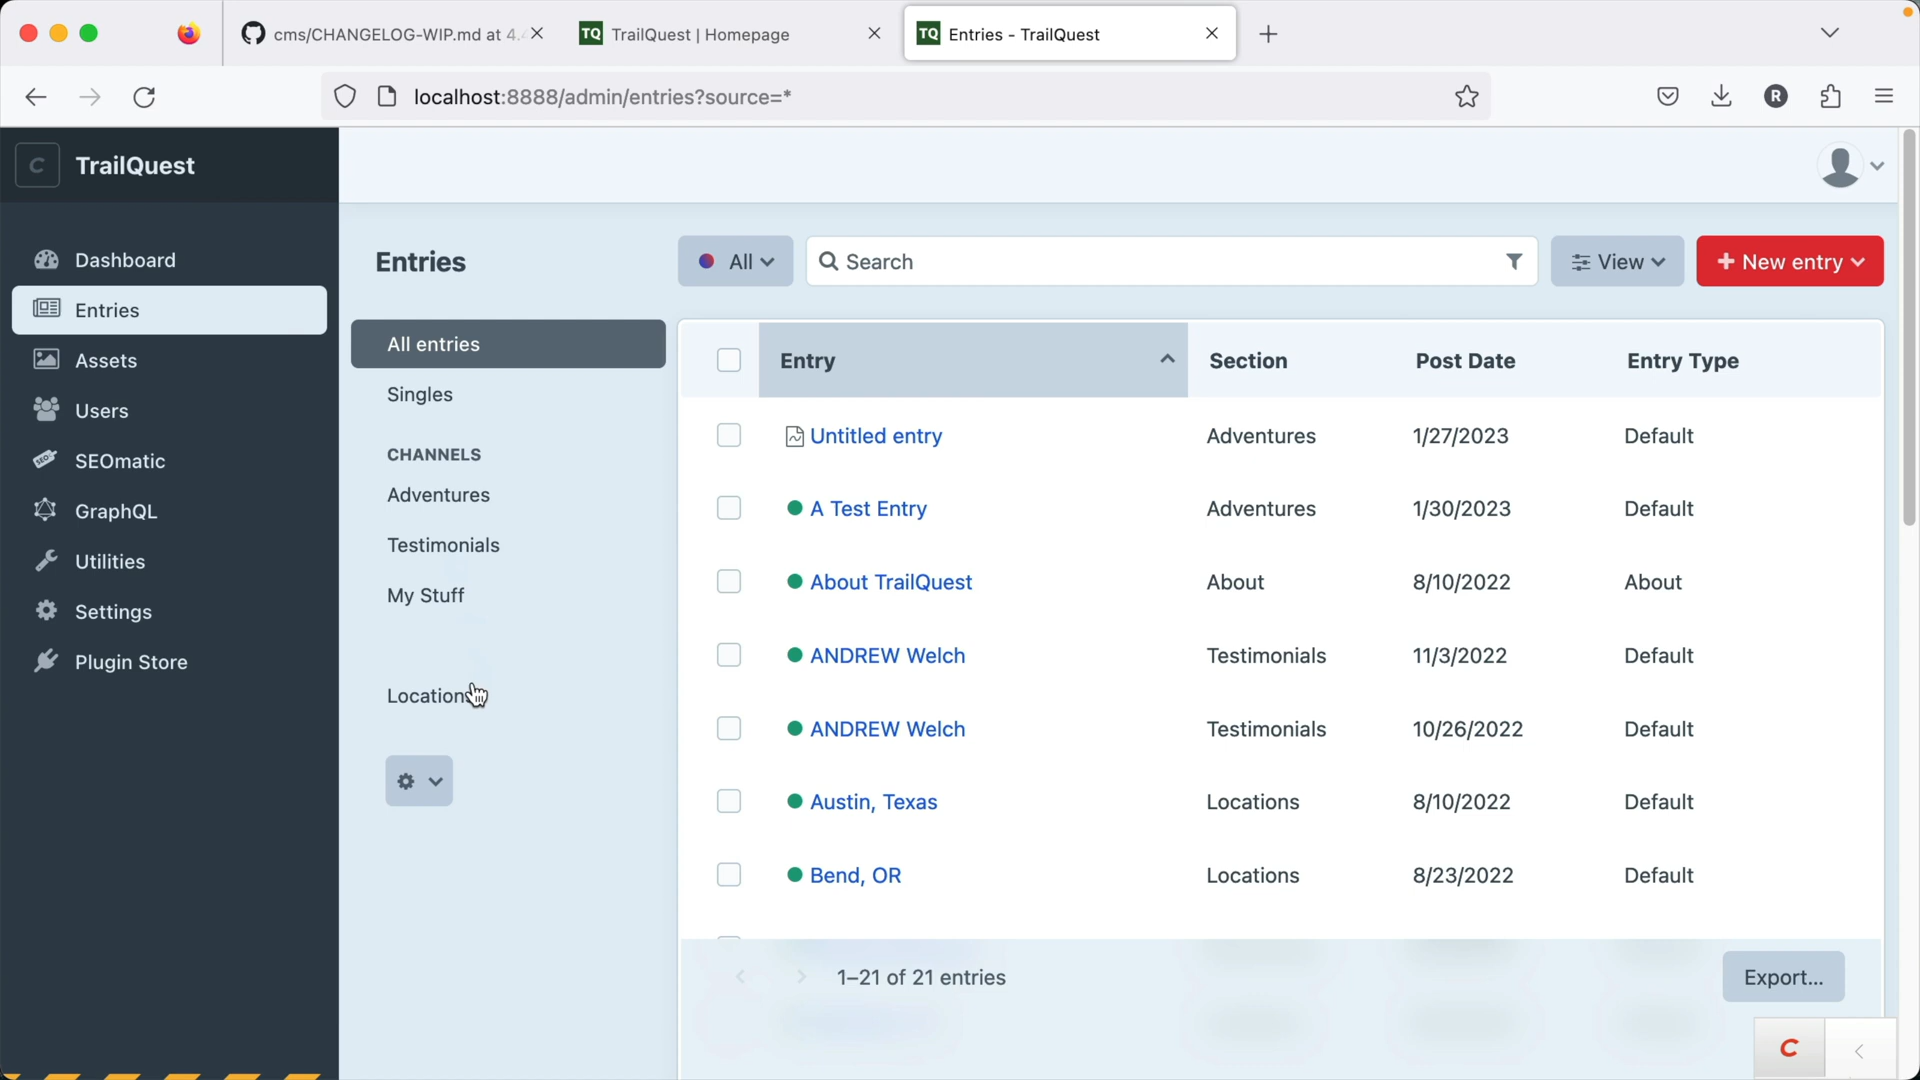 cms/CHANGELOG-WIP.md at 4.
TQ TrailQuest | Homepage
TQ Entries - TrailQuest
localhost:8888/admin/entries?source=*
R
C TrailQuest
Dashboard
Entries
Assets
Users
SEOmatic
GraphQL
Utilities
Settings
Plugin Store
Entries
All
Search
View
+ New entry
All entries
Singles
CHANNELS
Adventures
Testimonials
My Stuff
Locations
Entry Section Post Date Entry Type
Untitled entry Adventures 1/27/2023 Default
A Test Entry Adventures 1/30/2023 Default
About TrailQuest About 8/10/2022 About
ANDREW Welch Testimonials 11/3/2022 Default
ANDREW Welch Testimonials 10/26/2022 Default
Austin, Texas Locations 8/10/2022 Default
Bend, OR Locations 8/23/2022 Default
1–21 of 21 entries
Export...
C